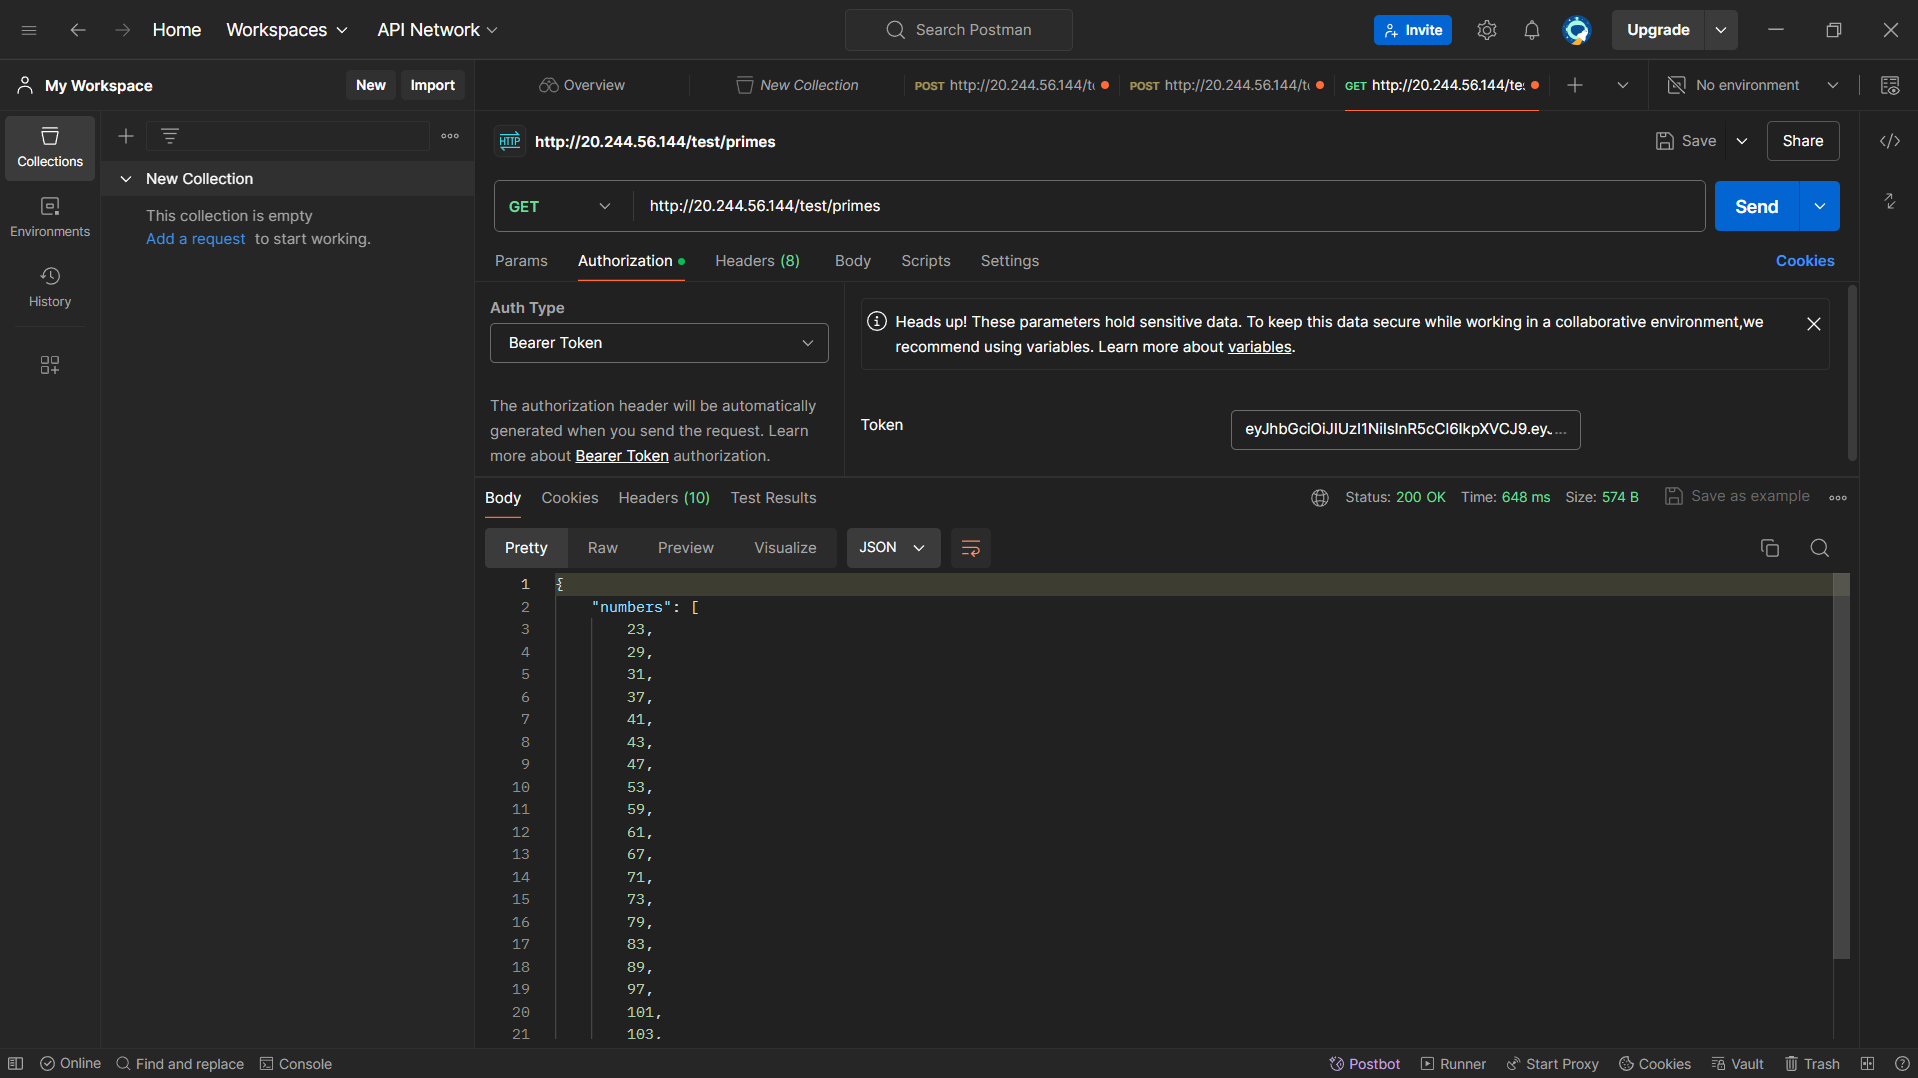 Home Workspaces API Network Search Postman Invite Upgrade
My Workspace New Import Overview New Collection POST http://20.244.56.144/t POST http://20.244.56.144/t GET http://20.244.56.144/tes No environment
HTTP http://20.244.56.144/test/primes Save Share
Collections
New Collection
This collection is empty
Add a request to start working.
Environments
History
GET http://20.244.56.144/test/primes Send
Params Authorization Headers (8) Body Scripts Settings Cookies
Auth Type
Bearer Token
The authorization header will be automatically
generated when you send the request. Learn
more about Bearer Token authorization.
Heads up! These parameters hold sensitive data. To keep this data secure while working in a collaborative environment,we
recommend using variables. Learn more about variables.
Token eyJhbGciOiJIUzI1NiIsInR5cCI6IkpXVCJ9.eyJ...
Body Cookies Headers (10) Test Results Status: 200 OK Time: 648 ms Size: 574 B Save as example
Pretty Raw Preview Visualize JSON
1 {
2 "numbers": [
3 23,
4 29,
5 31,
6 37,
7 41,
8 43,
9 47,
10 53,
11 59,
12 61,
13 67,
14 71,
15 73,
16 79,
17 83,
18 89,
19 97,
20 101,
21 103,
Online Find and replace Console Postbot Runner Start Proxy Cookies Vault Trash